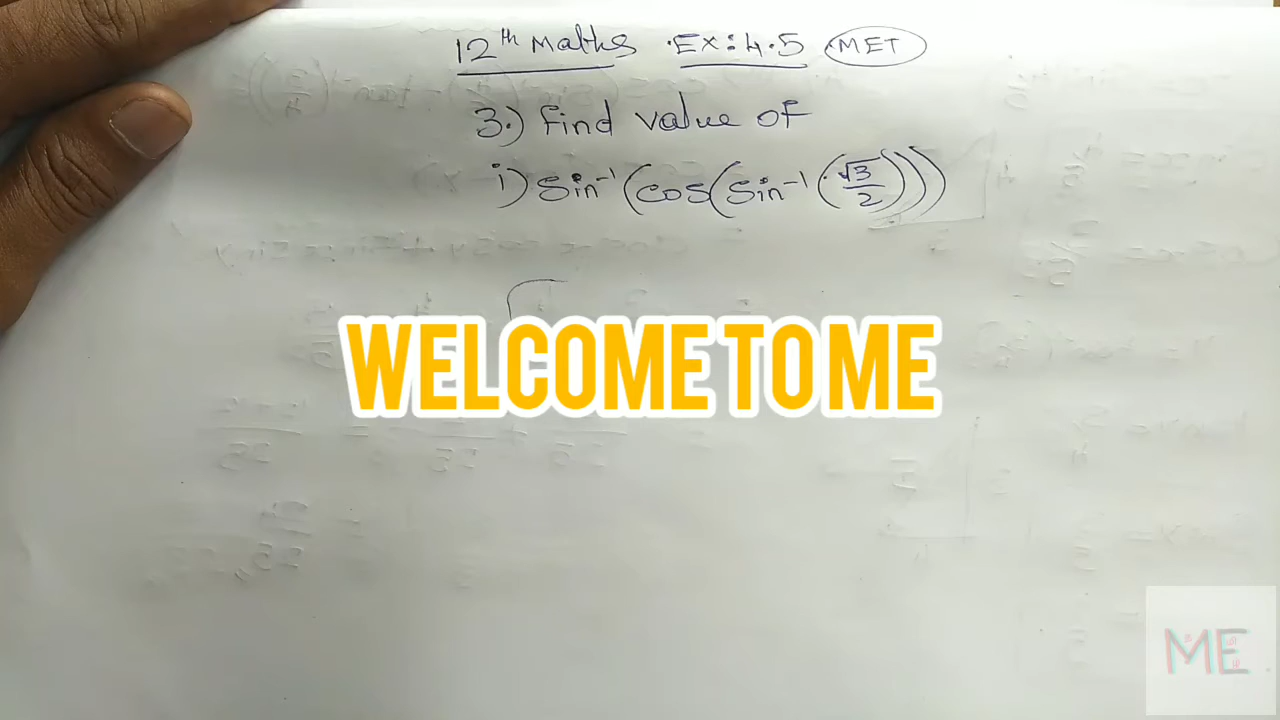 12th Maths Ex: 4.5 MET
3.) find value of
i) sin⁻¹(cos(sin⁻¹(√3/2)))
WELCOME TO ME
ME